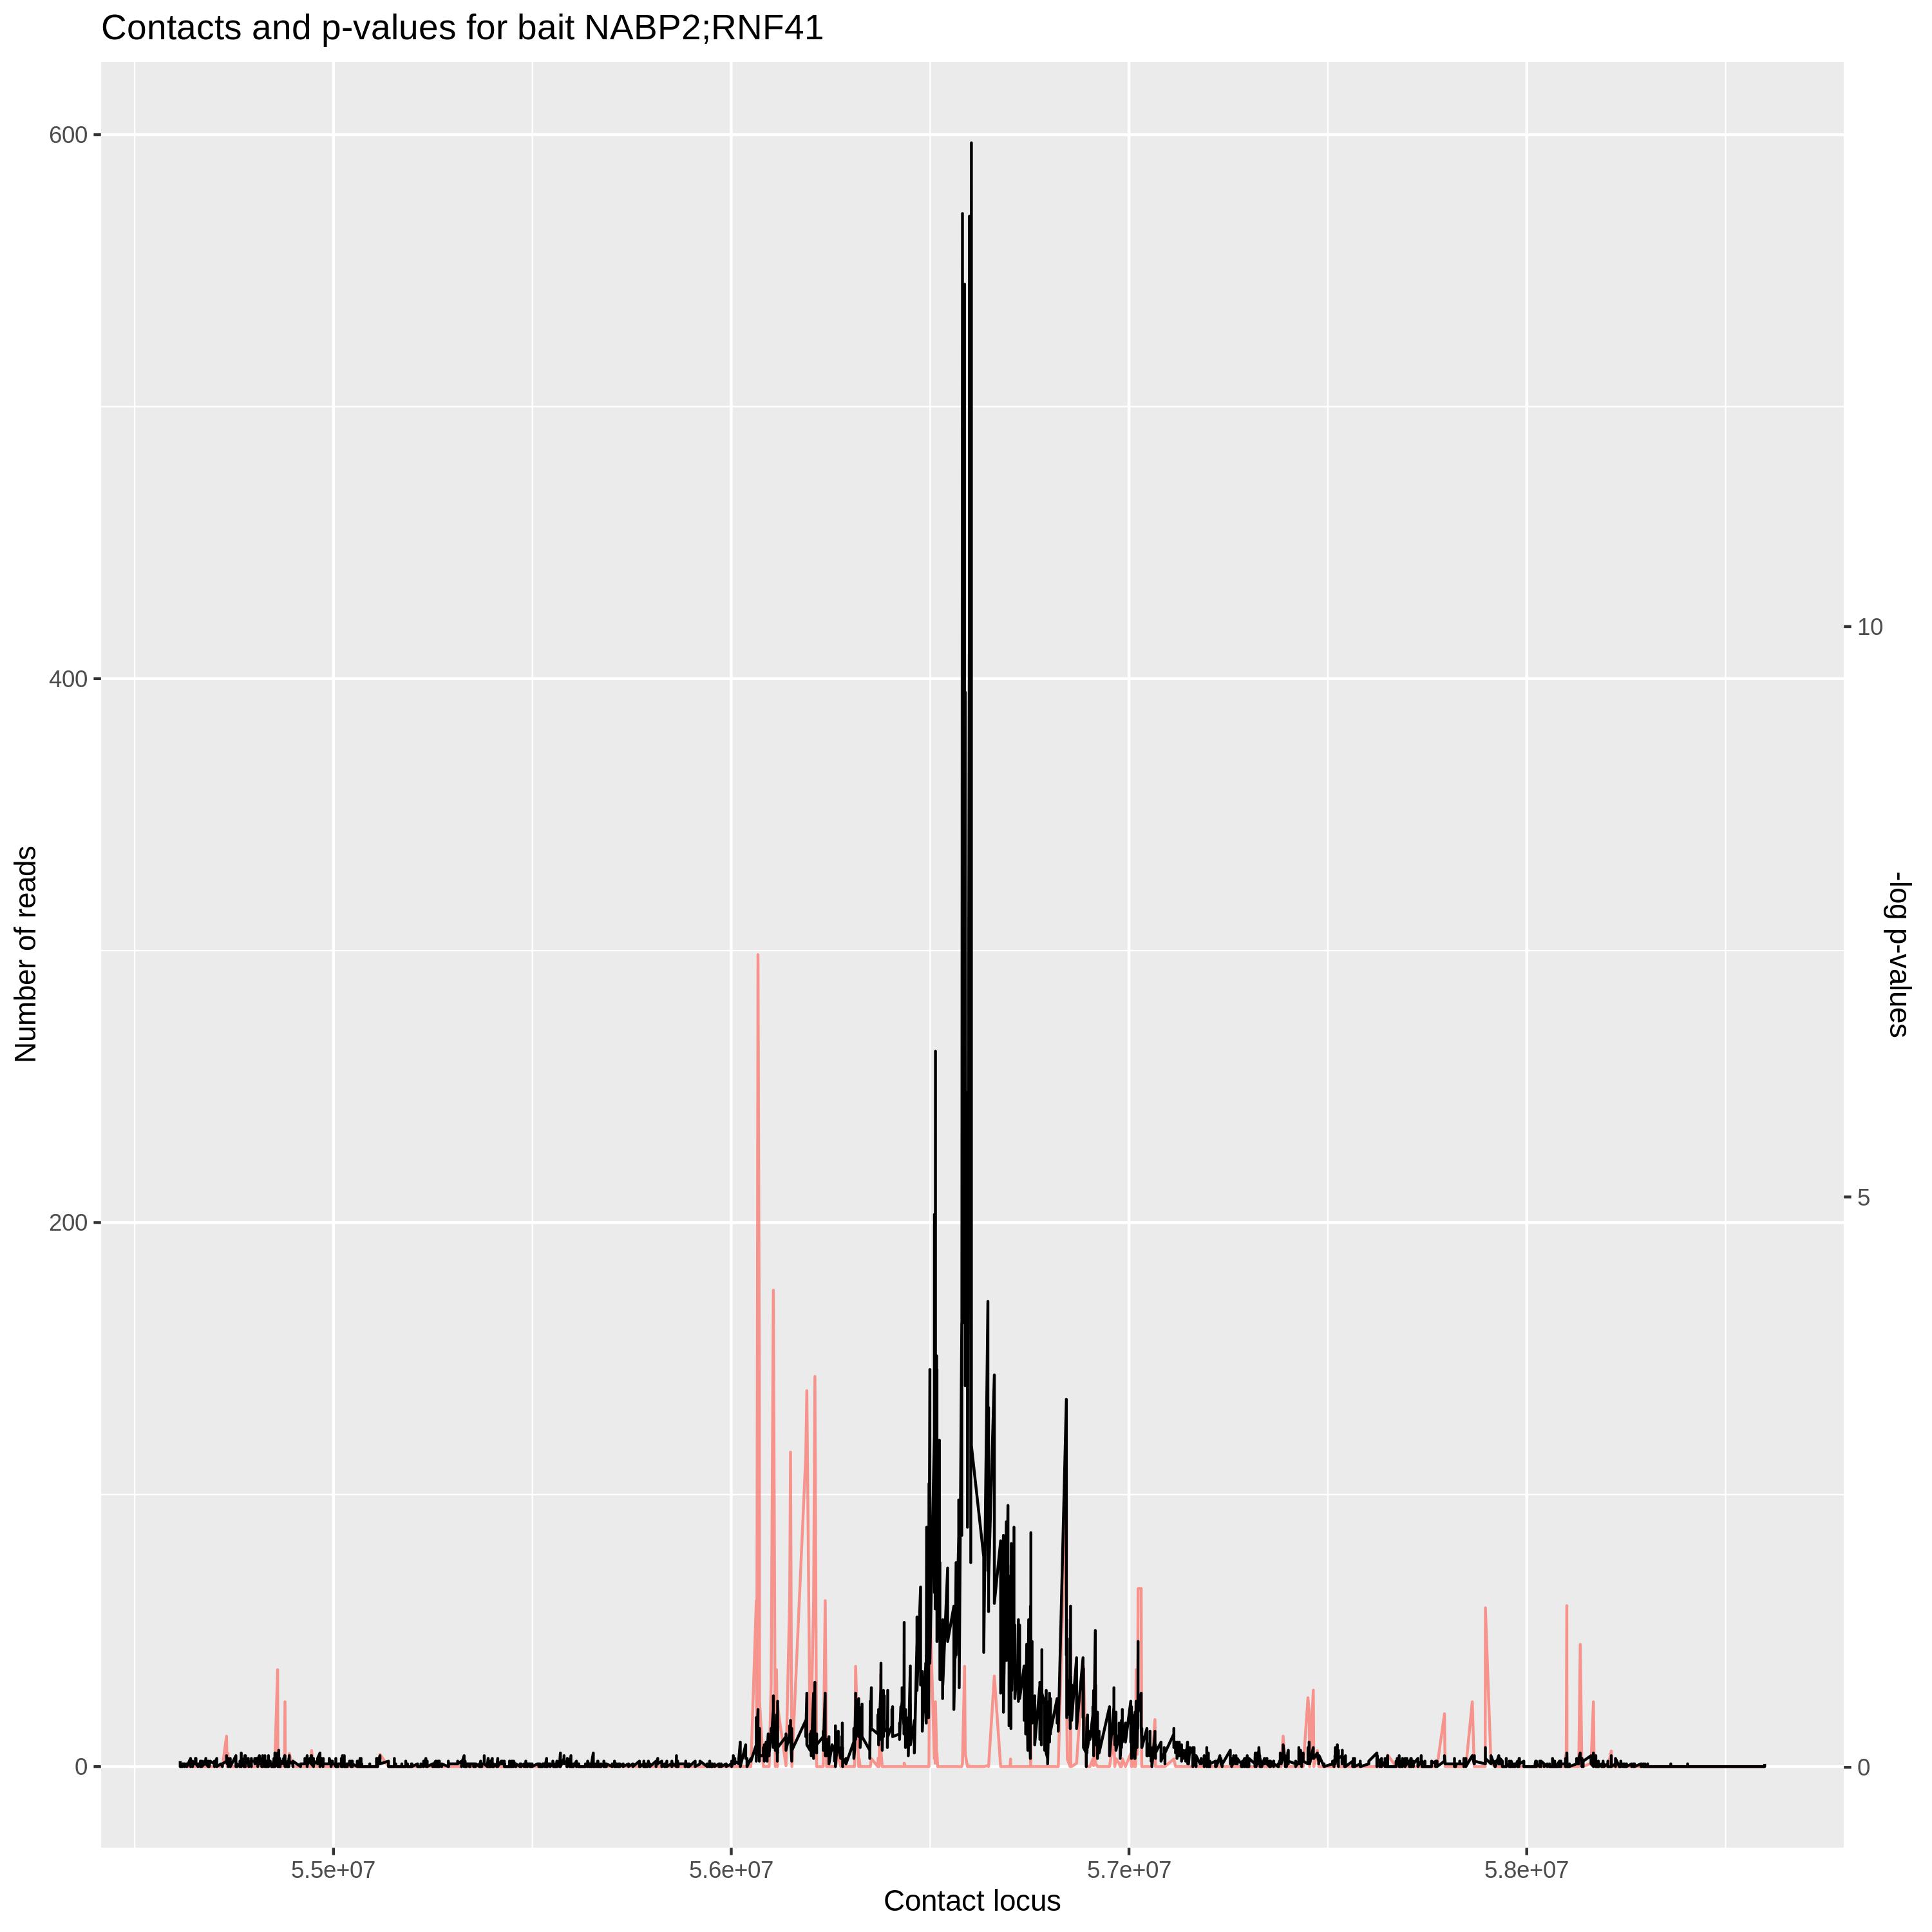 Contacts and p-values for bait NABP2;RNF41
600
400
200
0
Number of reads
10
5
0
-log p-values
5.5e+07
5.6e+07
5.7e+07
5.8e+07
Contact locus